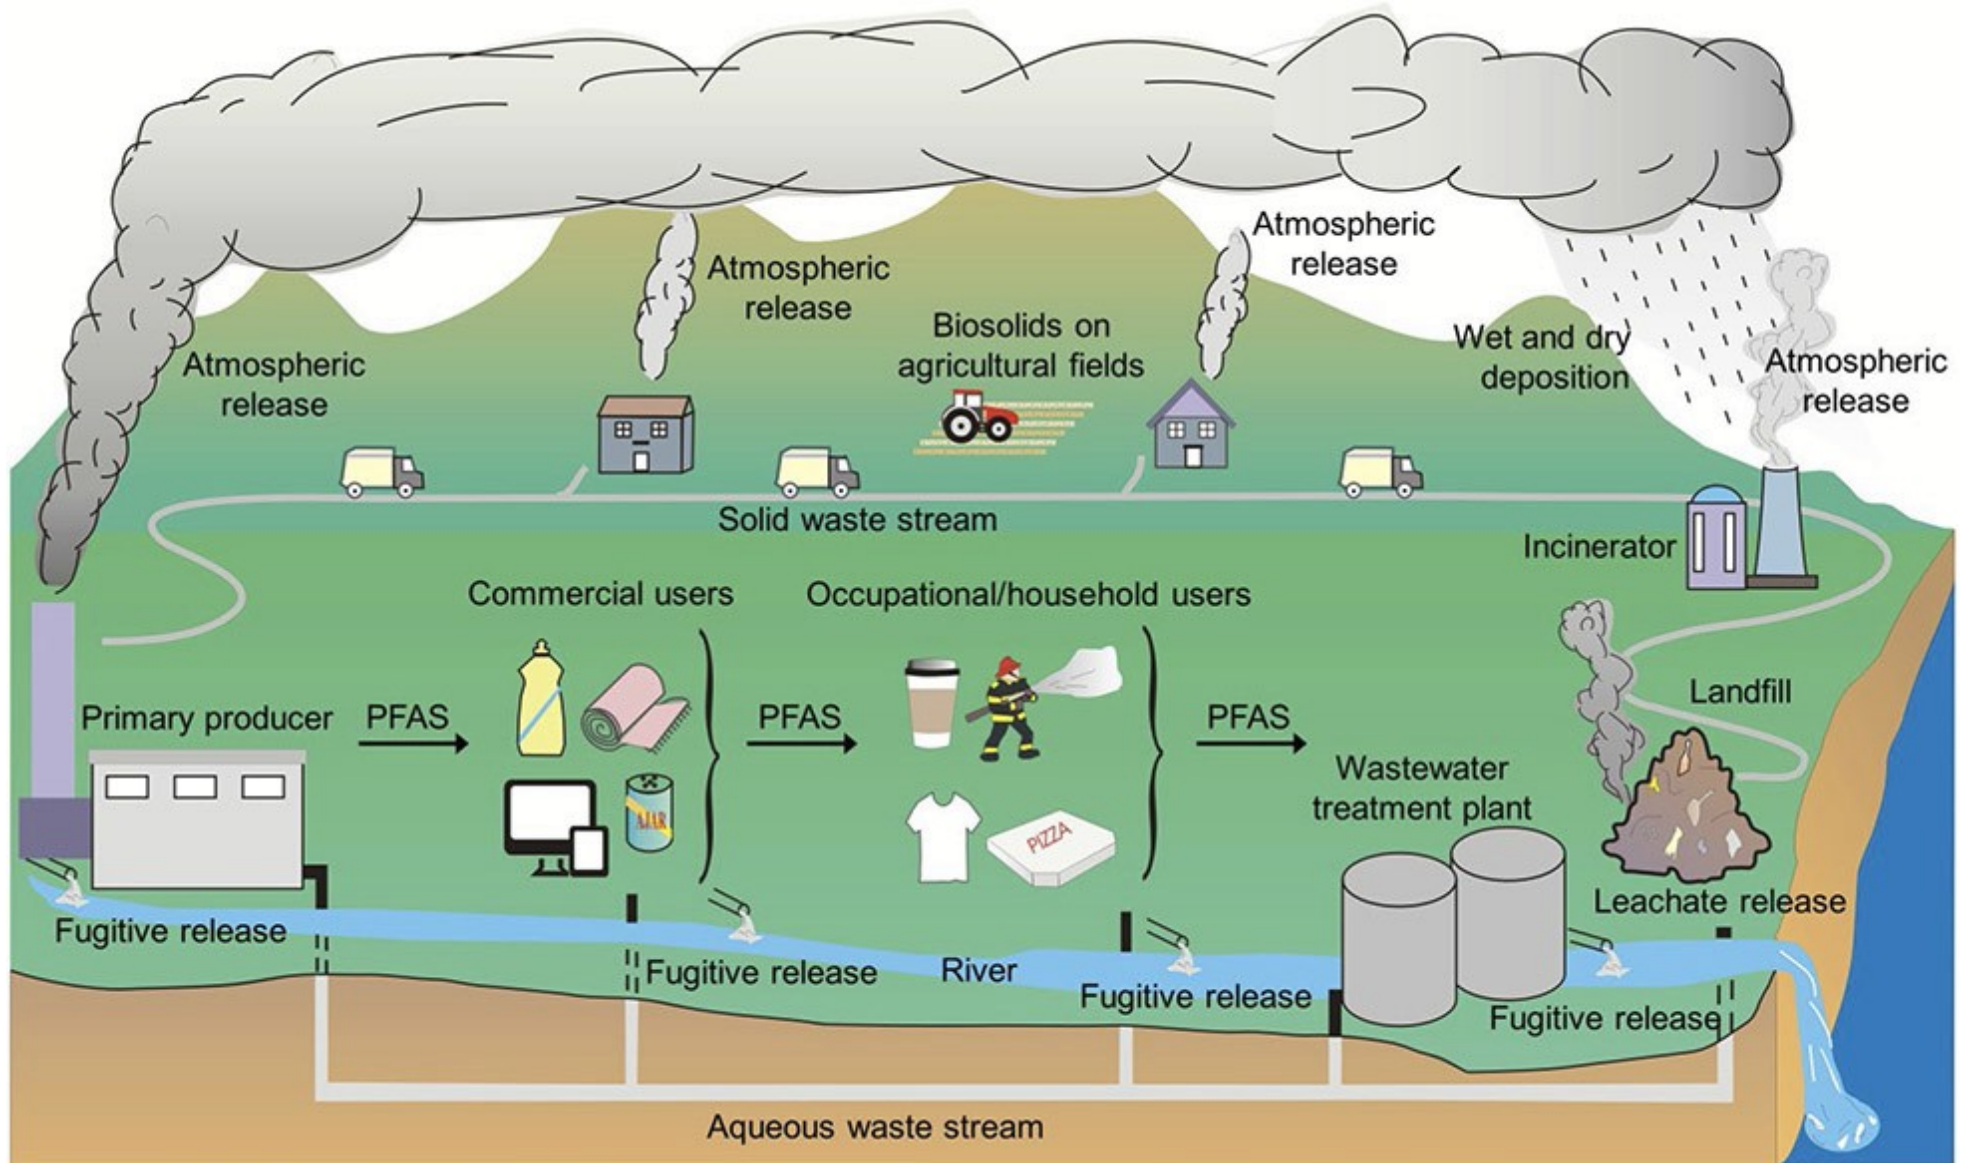 Atmospheric
release
Atmospheric
release
Biosolids on
agricultural fields
Wet and dry
deposition
Atmospheric
release
Atmospheric
release
Solid waste stream
Incinerator
Commercial users
Occupational/household users
Primary producer
PFAS
PFAS
PFAS
Landfill
AJAR
PIZZA
Wastewater
treatment plant
Leachate release
Fugitive release
Fugitive release
River
Fugitive release
Fugitive release
Aqueous waste stream